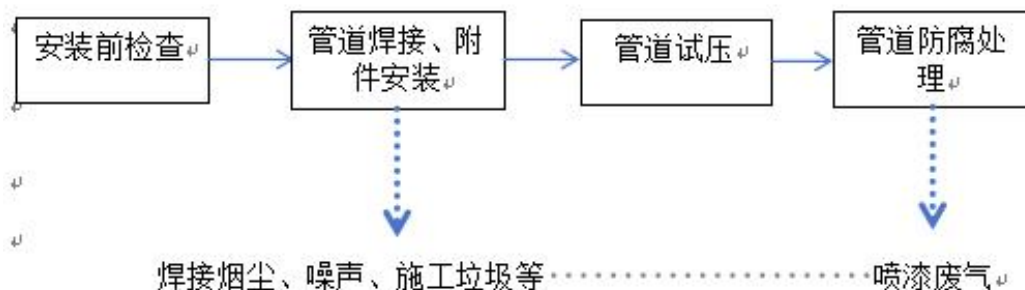 安装前检查
管道焊接、附
件安装
管道试压
管道防腐处
理
焊接烟尘、噪声、施工垃圾等
喷漆废气